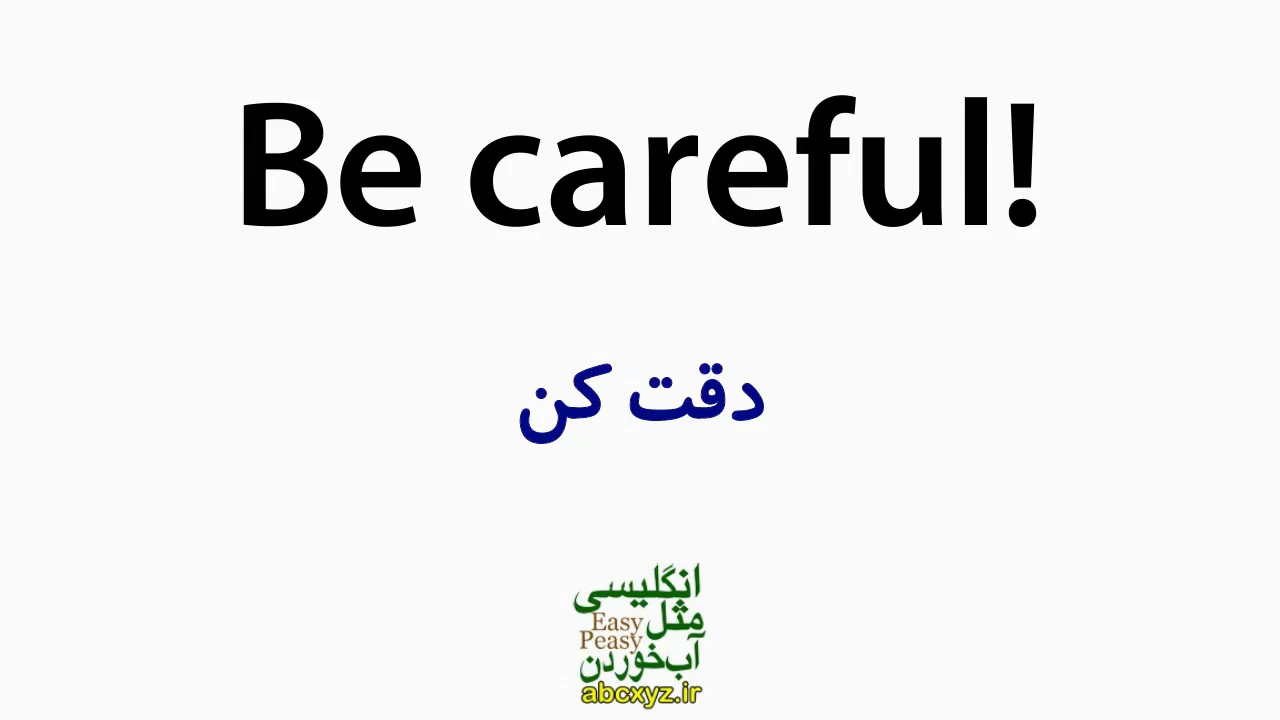 Be careful!
دقت کن
انگلیسی
مثل Easy
Peasy
آب‌خوردن
abcxyz.ir